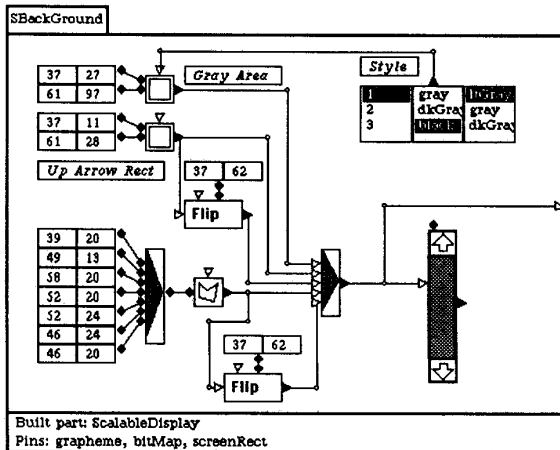 SBackGround
37 27
61 97
Gray Area
Style
1 gray
2 dkGray gray
3 dkGray
37 11
61 28
Up Arrow Rect
37 62
Flip
39 20
49 13
58 20
52 20
52 24
46 24
46 20
37 62
Flip
Built part: ScalableDisplay
Pins: grapheme, bitMap, screenRect